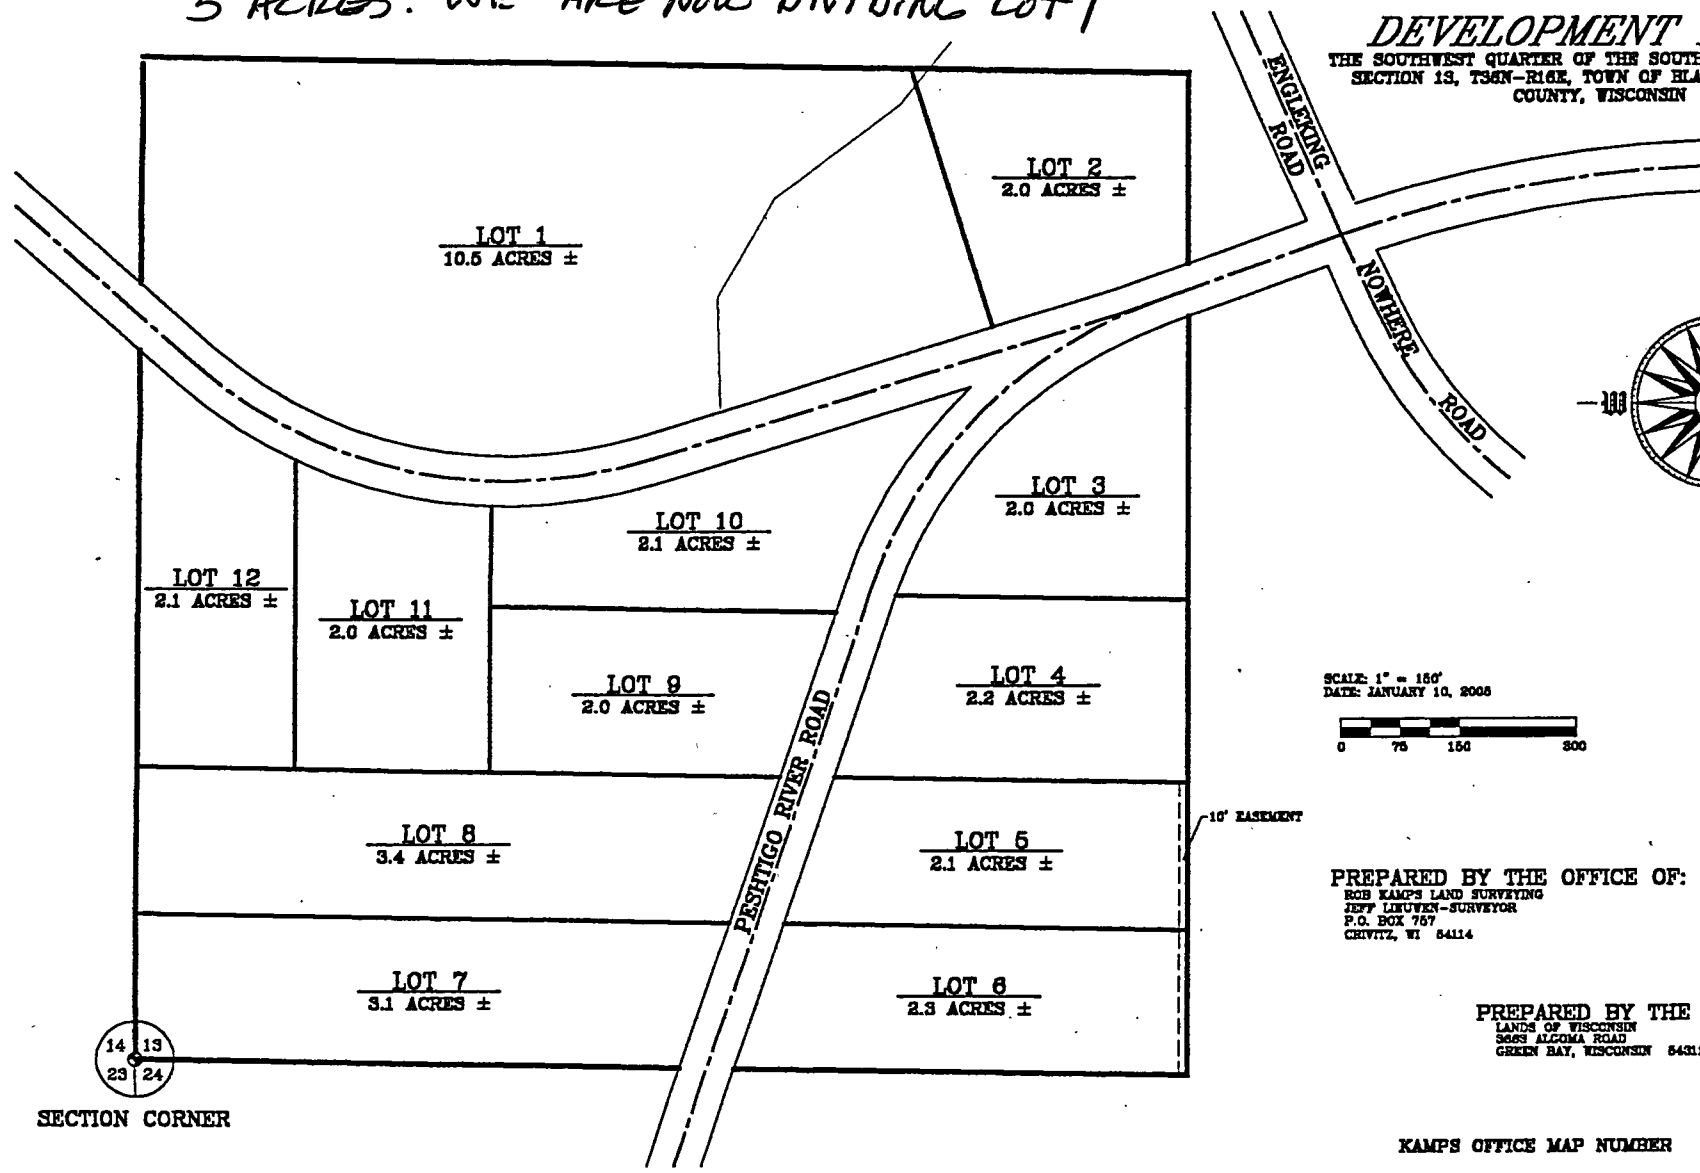 5 ACRES. WE ARE NOW DIVIDING LOT 1
DEVELOPMENT
THE SOUTHWEST QUARTER OF THE SOUTH
SECTION 13, T36N-R16E, TOWN OF BLA
COUNTY, WISCONSIN
ENGLEKING
ROAD
LOT 2
2.0 ACRES ±
LOT 1
10.5 ACRES ±
NOWHERE
ROAD
W
LOT 3
2.0 ACRES ±
LOT 10
2.1 ACRES ±
LOT 12
2.1 ACRES ±
LOT 11
2.0 ACRES ±
LOT 9
2.0 ACRES ±
LOT 4
2.2 ACRES ±
SCALE: 1" = 150'
DATE: JANUARY 10, 2005
0 75 150 300
PESHTIGO RIVER ROAD
10' EASEMENT
LOT 8
3.4 ACRES ±
LOT 5
2.1 ACRES ±
PREPARED BY THE OFFICE OF:
ROB KAMPS LAND SURVEYING
JEFF LIEUWEN-SURVEYOR
P.O. BOX 757
CRIVITZ, WI 54114
LOT 7
3.1 ACRES ±
LOT 6
2.3 ACRES ±
PREPARED BY THE
LANDS OF WISCONSIN
ALGOMA ROAD
GREEN BAY, WISCONSIN 5431
14 13
23 24
SECTION CORNER
KAMPS OFFICE MAP NUMBER